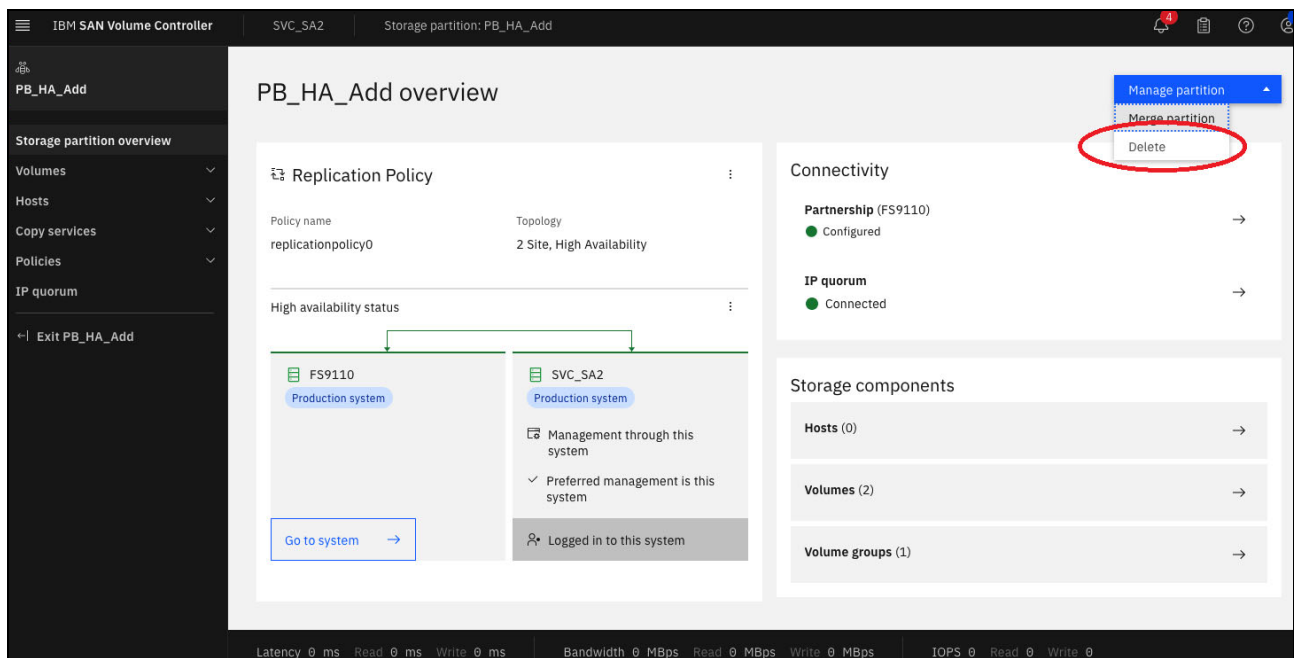 IBM SAN Volume Controller
SVC_SA2
Storage partition: PB_HA_Add
4
PB_HA_Add
Storage partition overview
Volumes
Hosts
Copy services
Policies
IP quorum
Exit PB_HA_Add
PB_HA_Add overview
Manage partition
Merge partition
Delete
Replication Policy
Policy name
Topology
replicationpolicy0
2 Site, High Availability
High availability status
FS9110
Production system
Go to system
SVC_SA2
Production system
Management through this
system
Preferred management is this
system
Logged in to this system
Connectivity
Partnership (FS9110)
Configured
IP quorum
Connected
Storage components
Hosts (0)
Volumes (2)
Volume groups (1)
Latency 0 ms Read 0 ms Write 0 ms
Bandwidth 0 MBps Read 0 MBps Write 0 MBps
IOPS 0 Read 0 Write 0